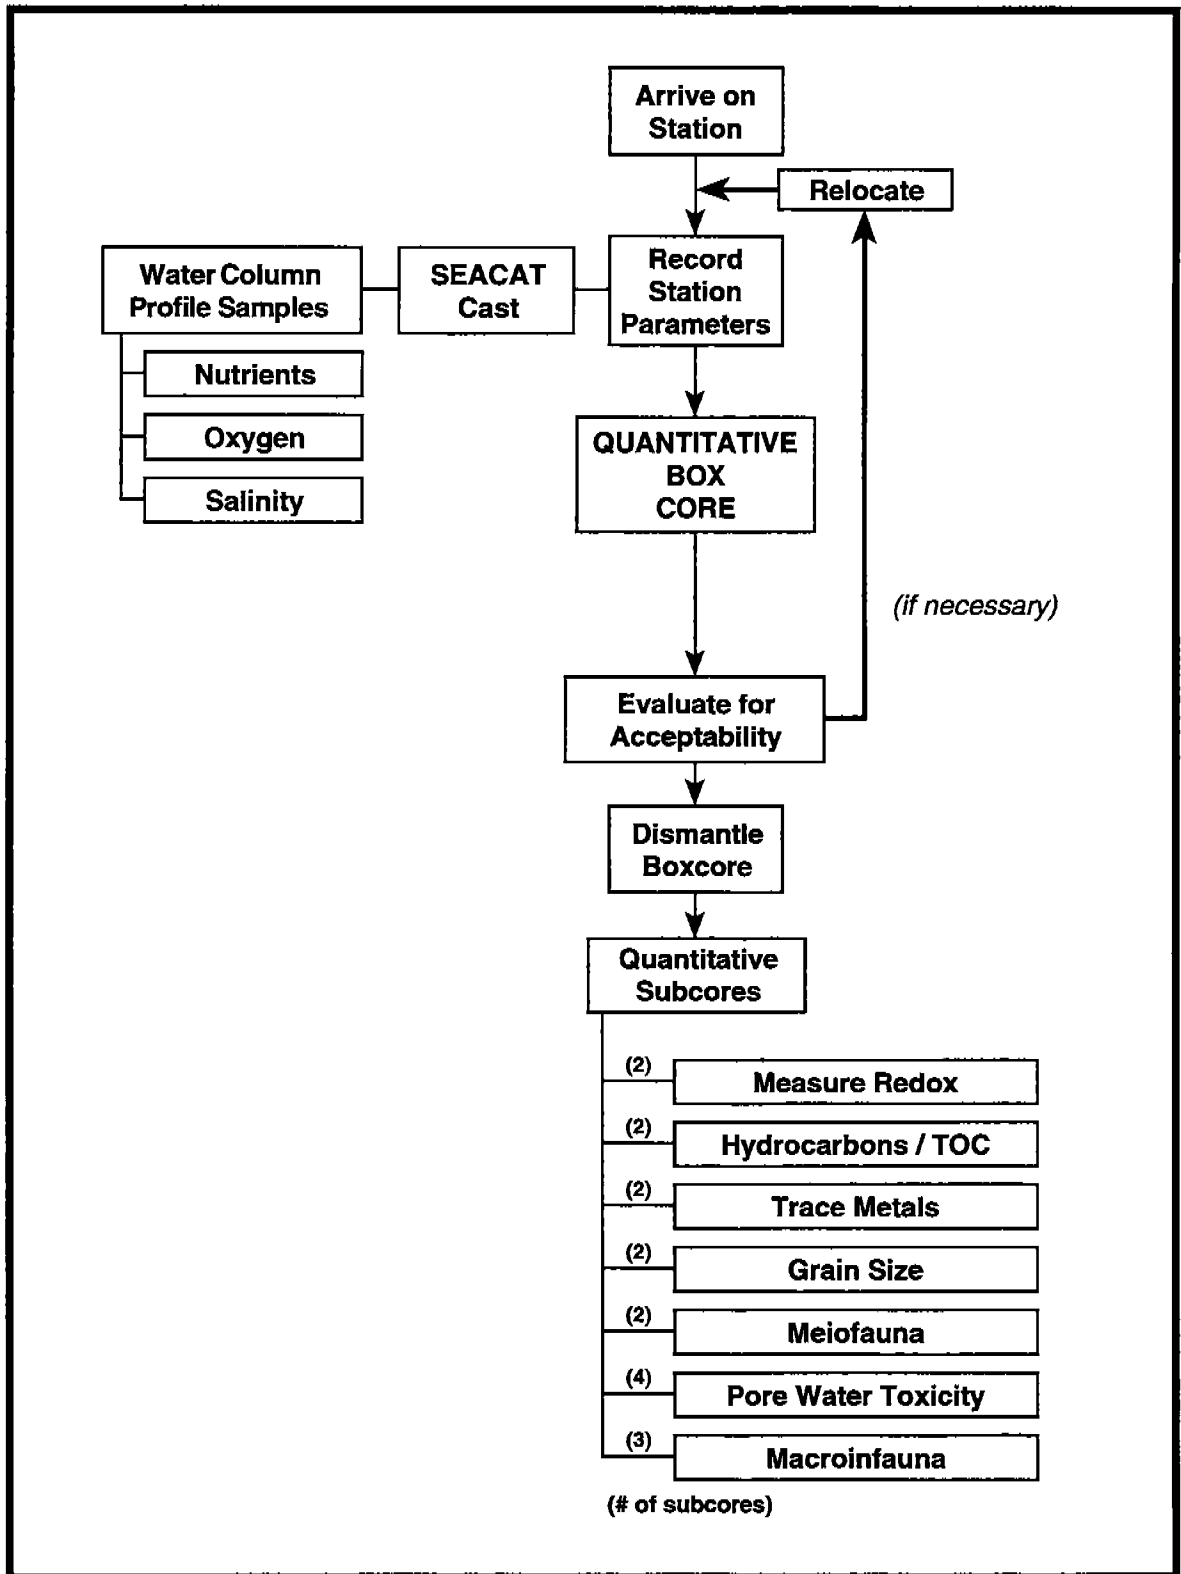 Arrive on
Station
Relocate
Water Column
Profile Samples
SEACAT
Cast
Record
Station
Parameters
Nutrients
Oxygen
Salinity
QUANTITATIVE
BOX
CORE
(if necessary)
Evaluate for
Acceptability
Dismantle
Boxcore
Quantitative
Subcores
(2) Measure Redox
(2) Hydrocarbons / TOC
(2) Trace Metals
(2) Grain Size
(2) Meiofauna
(4) Pore Water Toxicity
(3) Macroinfauna
(# of subcores)